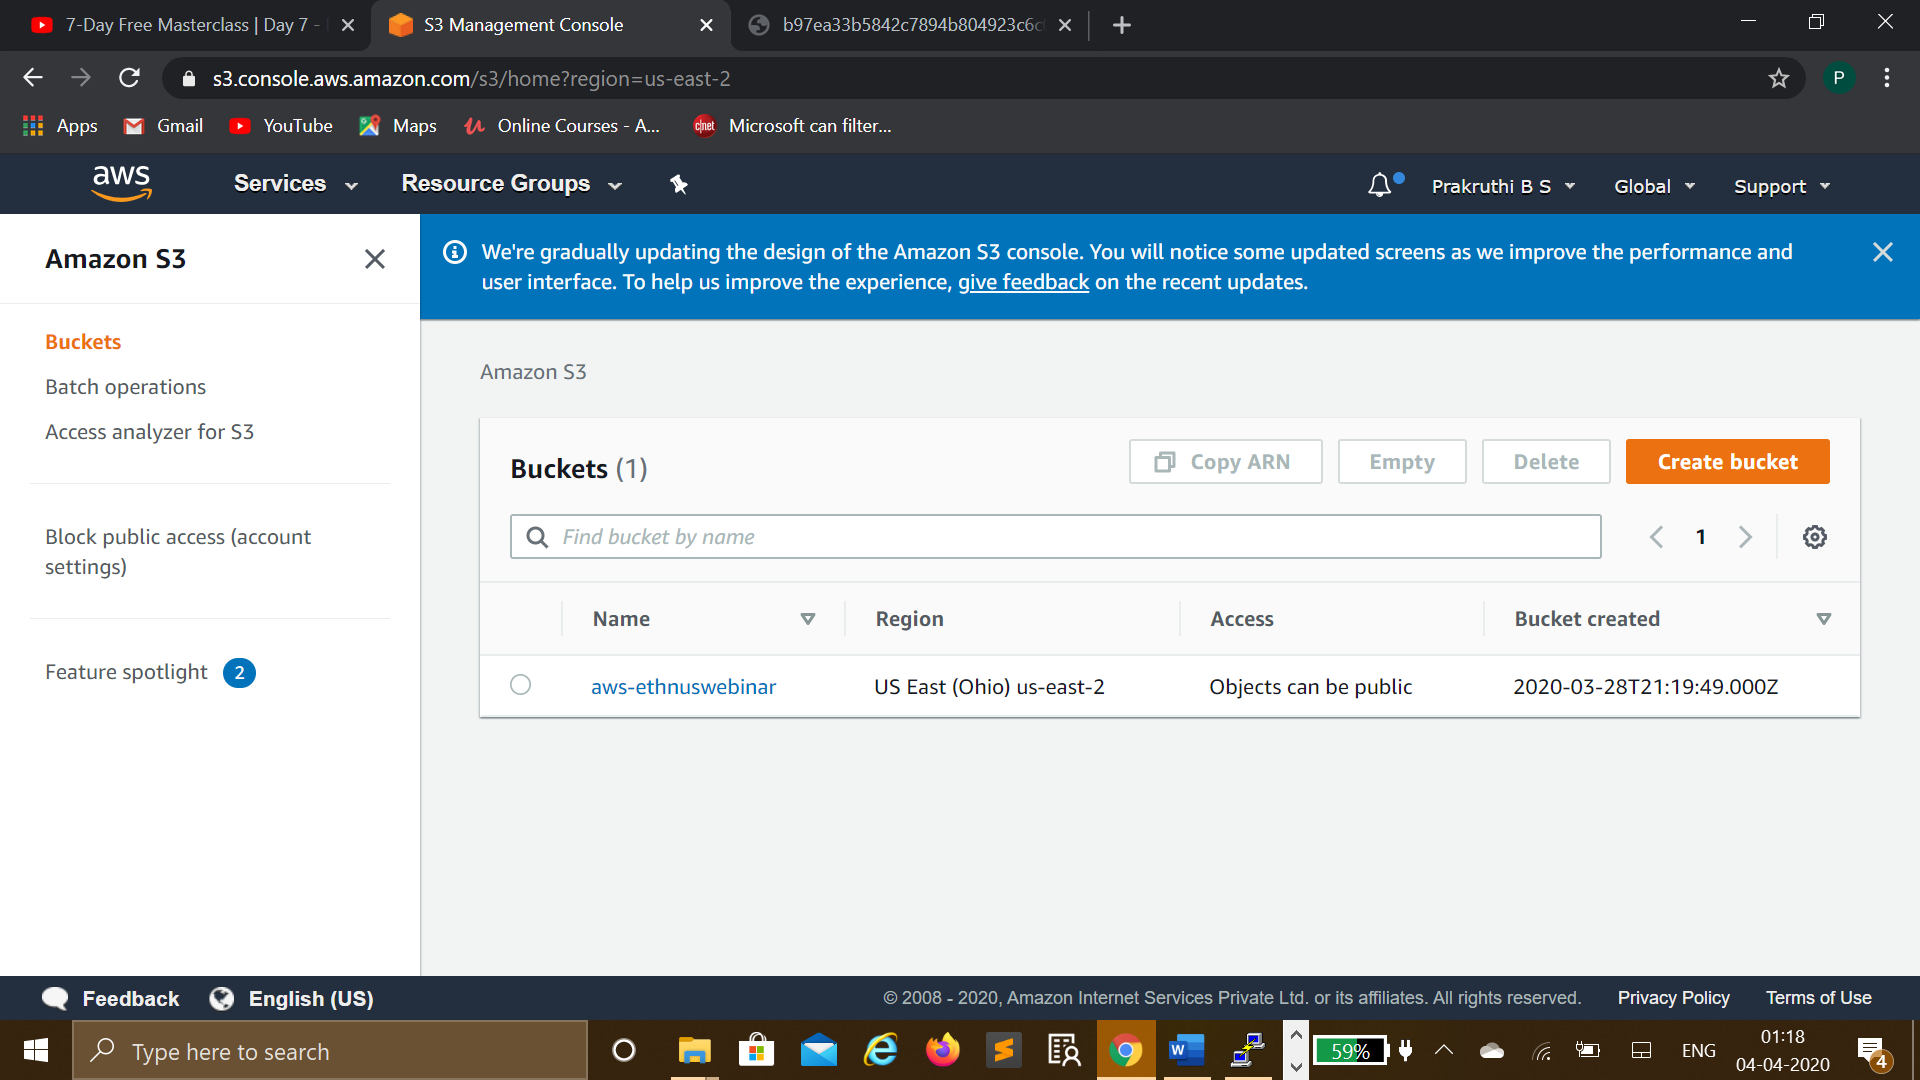 7-Day Free Masterclass | Day 7 -
S3 Management Console
b97ea33b5842c7894b804923c6c
s3.console.aws.amazon.com/s3/home?region=us-east-2
P
Apps
Gmail
YouTube
Maps
Online Courses - A...
c|net
Microsoft can filter...
aws
Services
Resource Groups
Prakruthi B S
Global
Support
Amazon S3
We're gradually updating the design of the Amazon S3 console. You will notice some updated screens as we improve the performance and
user interface. To help us improve the experience, give feedback on the recent updates.
Buckets
Batch operations
Access analyzer for S3
Block public access (account
settings)
Feature spotlight 2
Amazon S3
Buckets (1)
Copy ARN
Empty
Delete
Create bucket
Find bucket by name
1
Name Region Access Bucket created
aws-ethnuswebinar US East (Ohio) us-east-2 Objects can be public 2020-03-28T21:19:49.000Z
Feedback
English (US)
© 2008 - 2020, Amazon Internet Services Private Ltd. or its affiliates. All rights reserved.
Privacy Policy
Terms of Use
Type here to search
59%
ENG
01:18
04-04-2020
4